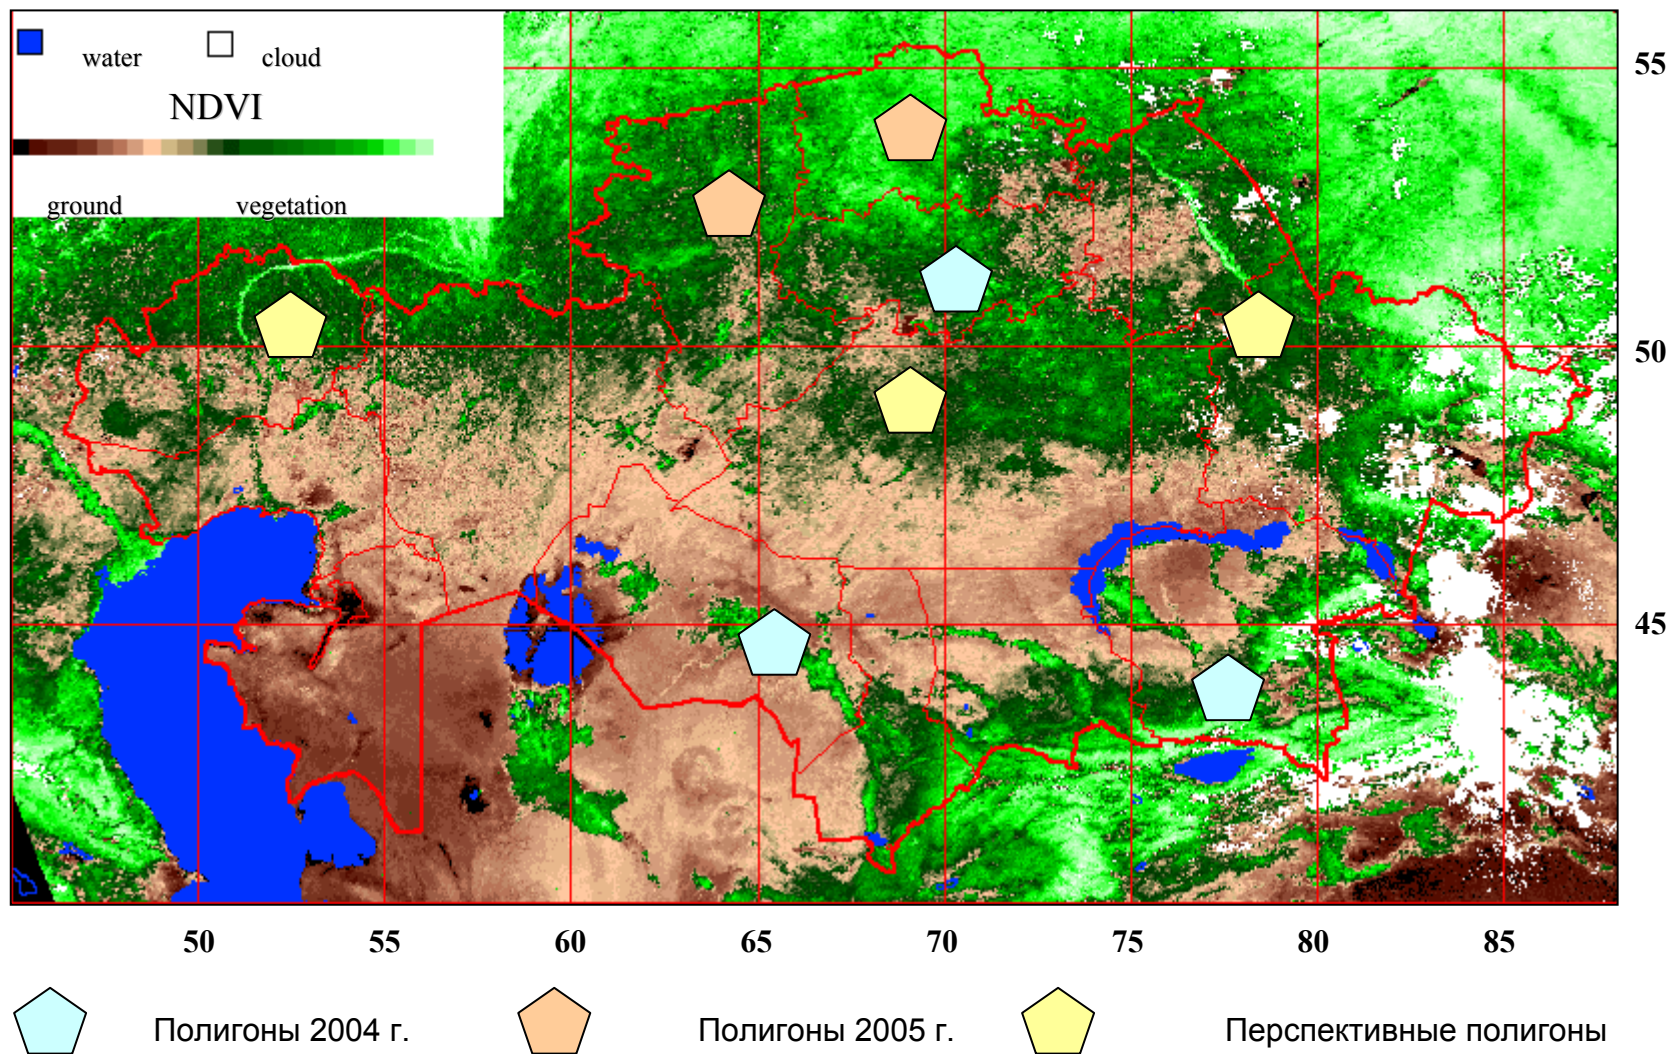 water cloud
NDVI
ground vegetation
55
50
45
50 55 60 65 70 75 80 85
Полигоны 2004 г. Полигоны 2005 г. Перспективные полигоны